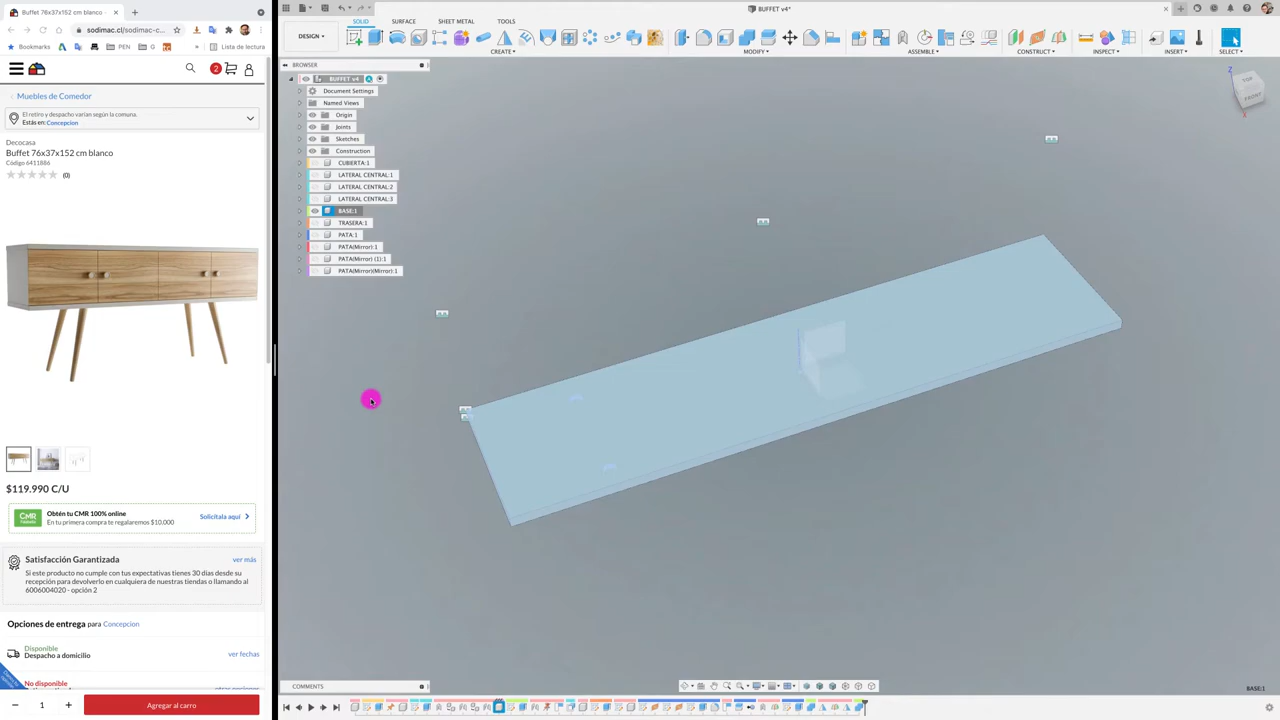 Buffet 76x37x152 cm blanco
BUFFET v4*
sodimac.cl/sodimac-c...
Bookmarks
PEN
G
Lista de lectura
2
Muebles de Comedor
El retiro y despacho varían según la comuna.
Estás en: Concepcion
Decocasa
Buffet 76x37x152 cm blanco
Código 6411886
(0)
$119.990 C/U
CMR
Obtén tu CMR 100% online
En tu primera compra te regalaremos $10.000
Solicítala aquí
Satisfacción Garantizada
ver más
Si este producto no cumple con tus expectativas tienes 30 días desde su
recepción para devolverlo en cualquiera de nuestras tiendas o llamando al
6006004020 - opción 2
Opciones de entrega para Concepcion
Disponible
Despacho a domicilio
ver fechas
No disponible
1
Agregar al carro
SOLID
SURFACE
SHEET METAL
TOOLS
DESIGN
CREATE
MODIFY
ASSEMBLE
CONSTRUCT
INSPECT
INSERT
SELECT
BROWSER
BUFFET v4
Document Settings
Named Views
Origin
Joints
Sketches
Construction
CUBIERTA:1
LATERAL CENTRAL:1
LATERAL CENTRAL:2
LATERAL CENTRAL:3
BASE:1
TRASERA:1
PATA:1
PATA(Mirror):1
PATA(Mirror) (1):1
PATA(Mirror)(Mirror):1
Z
TOP
FRONT
X
COMMENTS
BASE:1